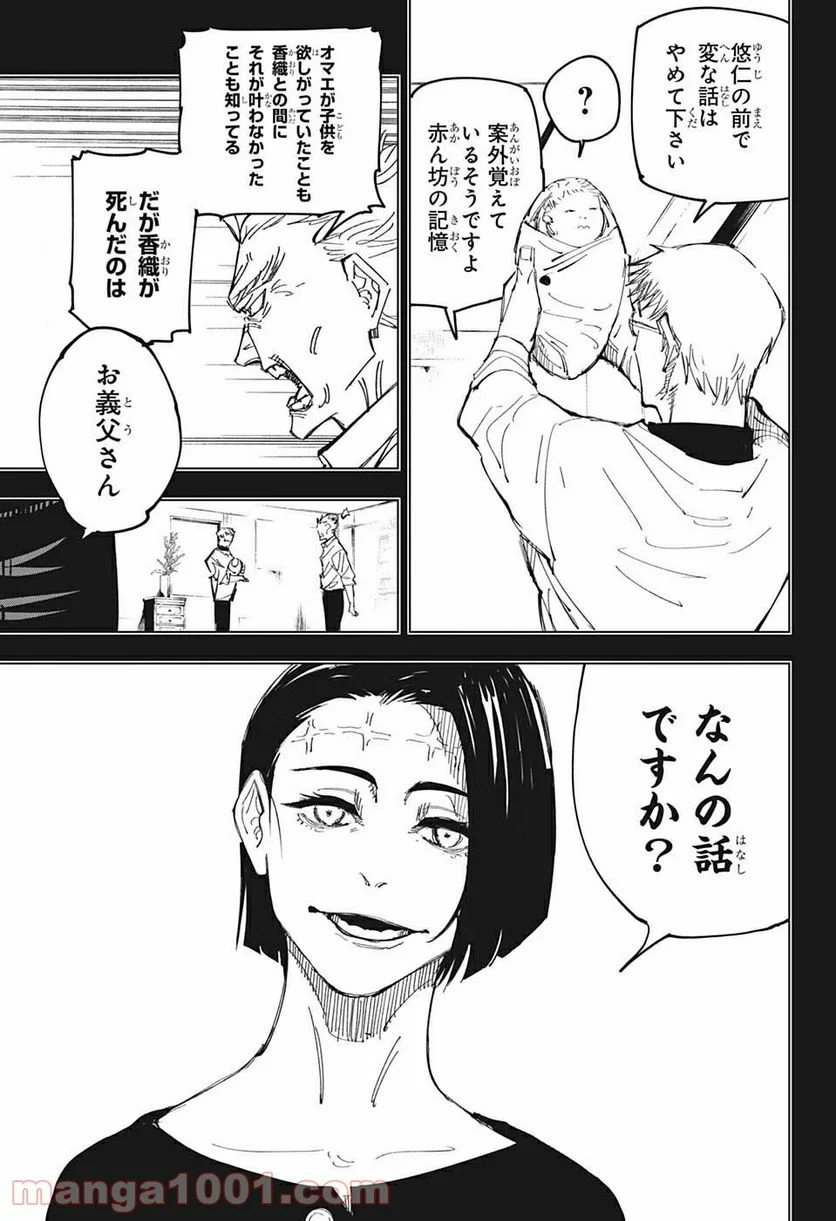 悠仁の前で
変な話は
やめて下さい
?
案外覚えて
いるそうですよ
赤ん坊の記憶
オマエが子供を
欲しがっていたことも
香織との間に
それが叶わなかった
ことも知ってる
だが香織が
死んだのは
お義父さん
なんの話
ですか?
manga1001.com